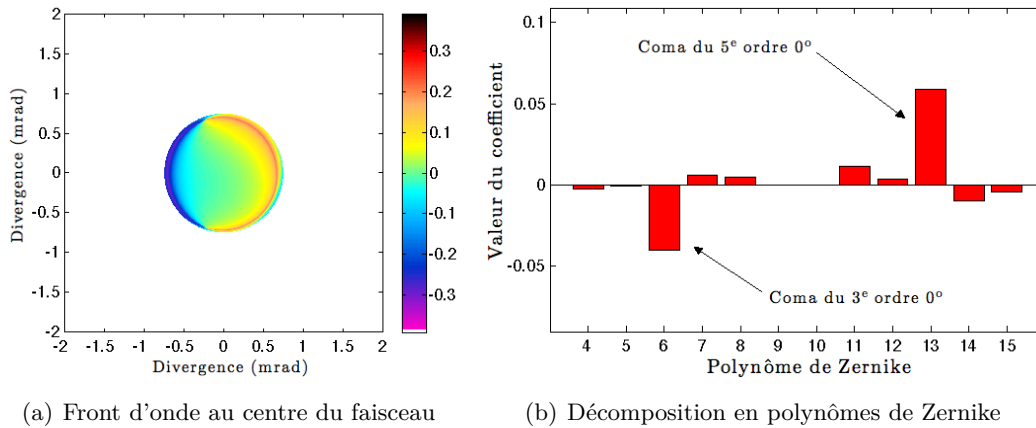 2
1.5
1
0.5
0
-0.5
-1
-1.5
-2
Divergence (mrad)
-2 -1.5 -1 -0.5 0 0.5 1 1.5 2
Divergence (mrad)
0.3
0.2
0.1
0
-0.1
-0.2
-0.3
(a) Front d'onde au centre du faisceau
0.1
0.05
0
-0.05
Valeur du coefficient
Coma du 5e ordre 0o
Coma du 3e ordre 0o
4 5 6 7 8 9 10 11 12 13 14 15
Polynôme de Zernike
(b) Décomposition en polynômes de Zernike